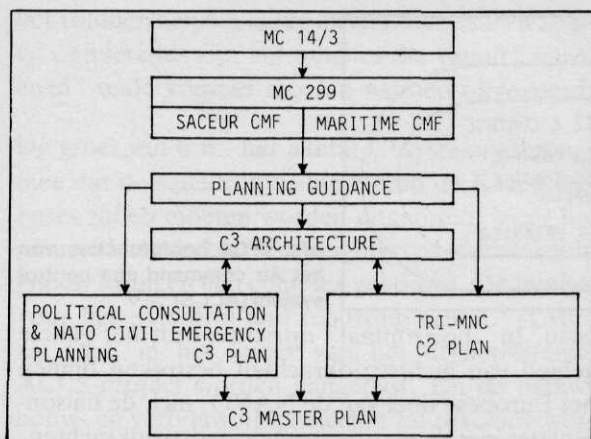 MC 14/3
MC 299
SACEUR CMF MARITIME CMF
PLANNING GUIDANCE
C³ ARCHITECTURE
POLITICAL CONSULTATION
& NATO CIVIL EMERGENCY
PLANNING C³ PLAN
TRI-MNC
C² PLAN
C³ MASTER PLAN